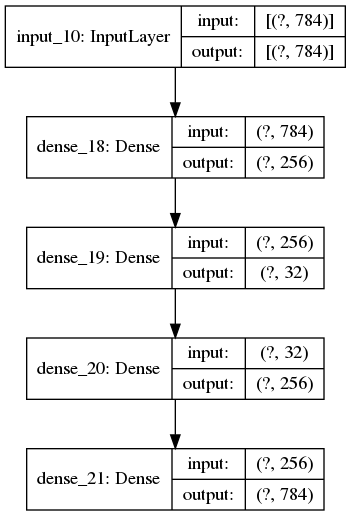 input_10: InputLayer
input: [(?, 784)]
output: [(?, 784)]
dense_18: Dense
input: (?, 784)
output: (?, 256)
dense_19: Dense
input: (?, 256)
output: (?, 32)
dense_20: Dense
input: (?, 32)
output: (?, 256)
dense_21: Dense
input: (?, 256)
output: (?, 784)